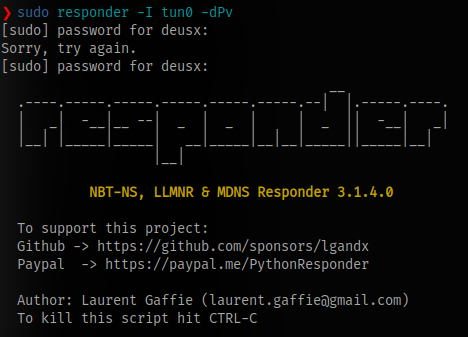 ❯ sudo responder -I tun0 -dPv
[sudo] password for deusx:
Sorry, try again.
[sudo] password for deusx:
responder
NBT-NS, LLMNR & MDNS Responder 3.1.4.0
To support this project:
Github -> https://github.com/sponsors/lgandx
Paypal  -> https://paypal.me/PythonResponder
Author: Laurent Gaffie (laurent.gaffie@gmail.com)
To kill this script hit CTRL-C